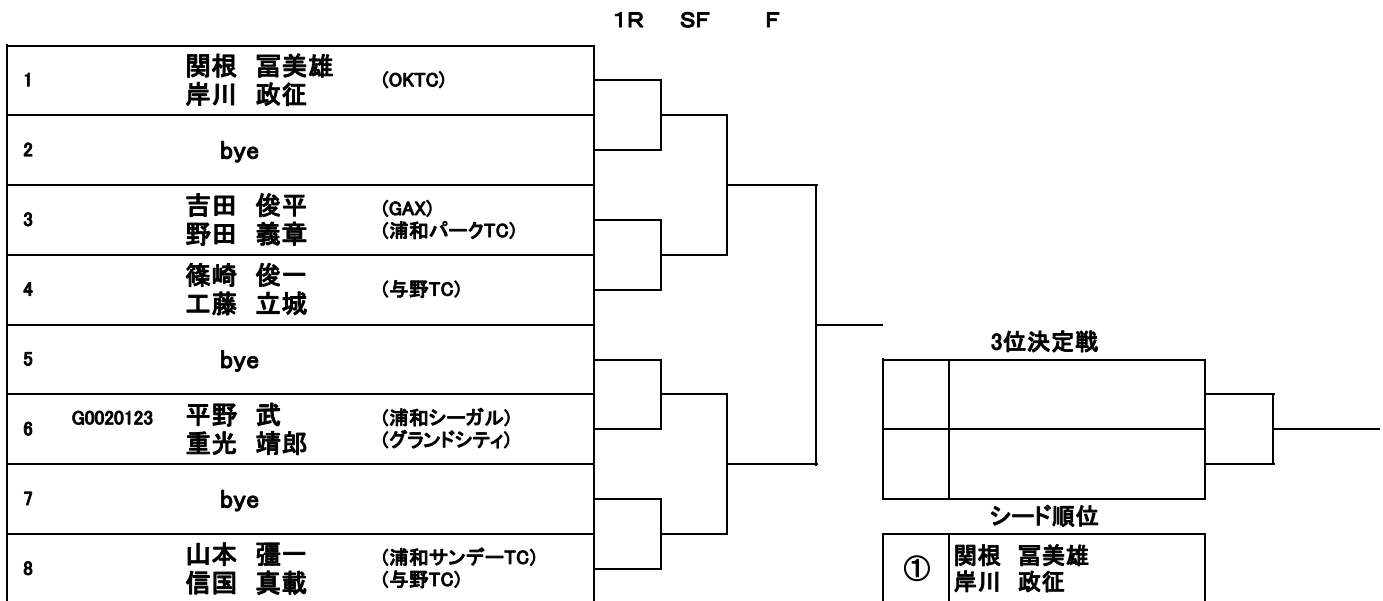 1R SF F
1 関根 冨美雄 (OKTC)
岸川 政征
2 bye
3 吉田 俊平 (GAX)
野田 義章 (浦和パークTC)
4 篠崎 俊一 (与野TC)
工藤 立城
5 bye
6 G0020123 平野 武 (浦和シーガル)
重光 靖郎 (グランドシティ)
7 bye
8 山本 彊一 (浦和サンデーTC)
信国 真載 (与野TC)
3位決定戦
シード順位
① 関根 冨美雄
岸川 政征